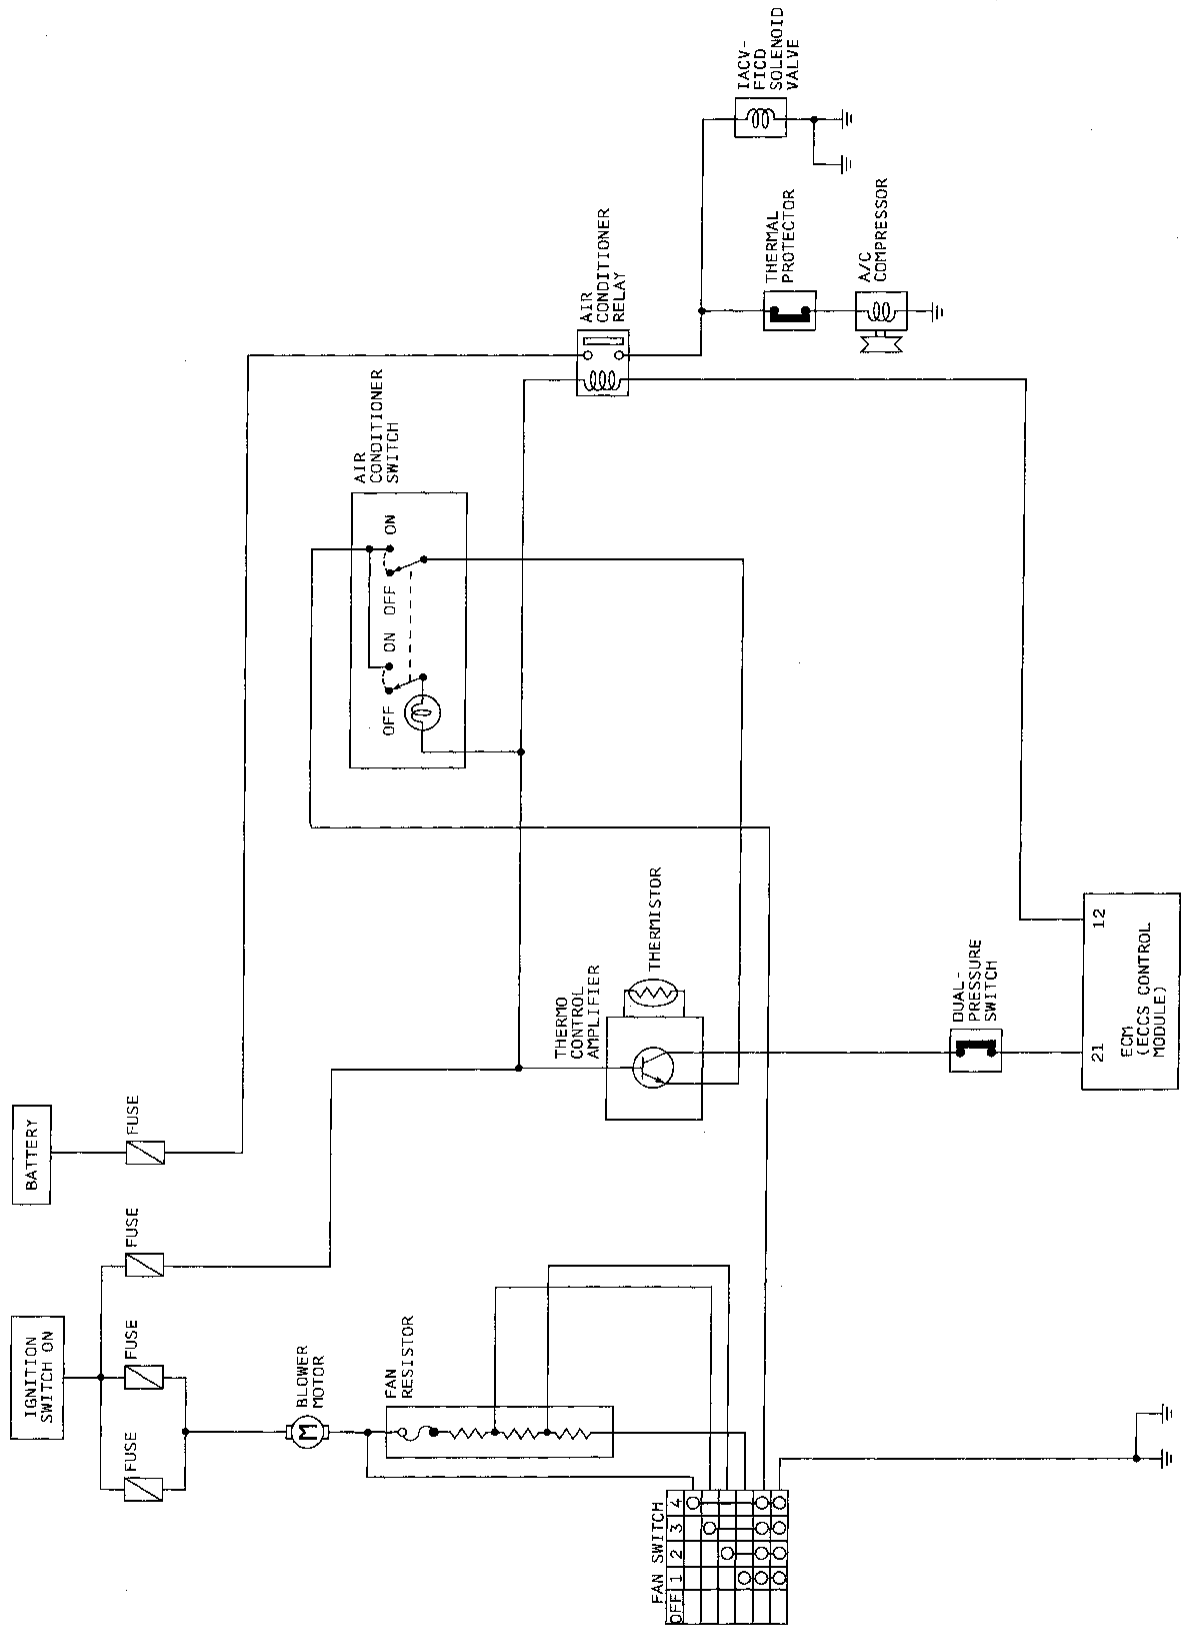 IGNITION
SWITCH ON
BATTERY
FUSE
FUSE
FUSE
FUSE
BLOWER
MOTOR
FAN
RESISTOR
FAN SWITCH
OFF 1 2 3 4
AIR
CONDITIONER
SWITCH
OFF ON
OFF ON
THERMO
CONTROL
AMPLIFIER
THERMISTOR
AIR
CONDITIONER
RELAY
IACV-
FICD
SOLENOID
VALVE
THERMAL
PROTECTOR
A/C
COMPRESSOR
DUAL-
PRESSURE
SWITCH
21 12
ECM
(ECCS CONTROL
MODULE)
M